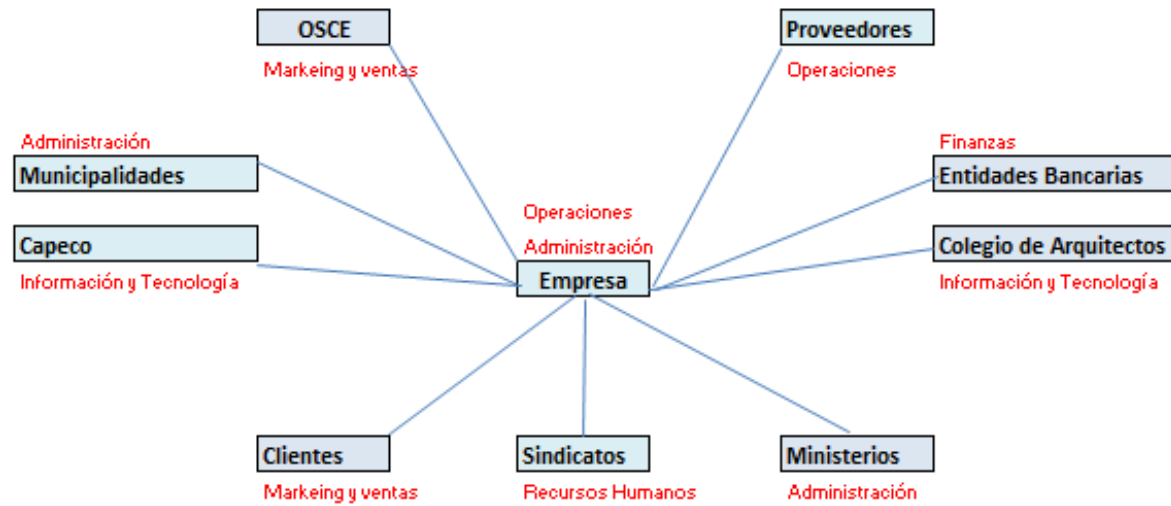 OSCE
Markeing y ventas
Proveedores
Operaciones
Administración
Municipalidades
Finanzas
Entidades Bancarias
Capeco
Información y Tecnología
Operaciones
Administración
Empresa
Colegio de Arquitectos
Información y Tecnología
Clientes
Markeing y ventas
Sindicatos
Recursos Humanos
Ministerios
Administración